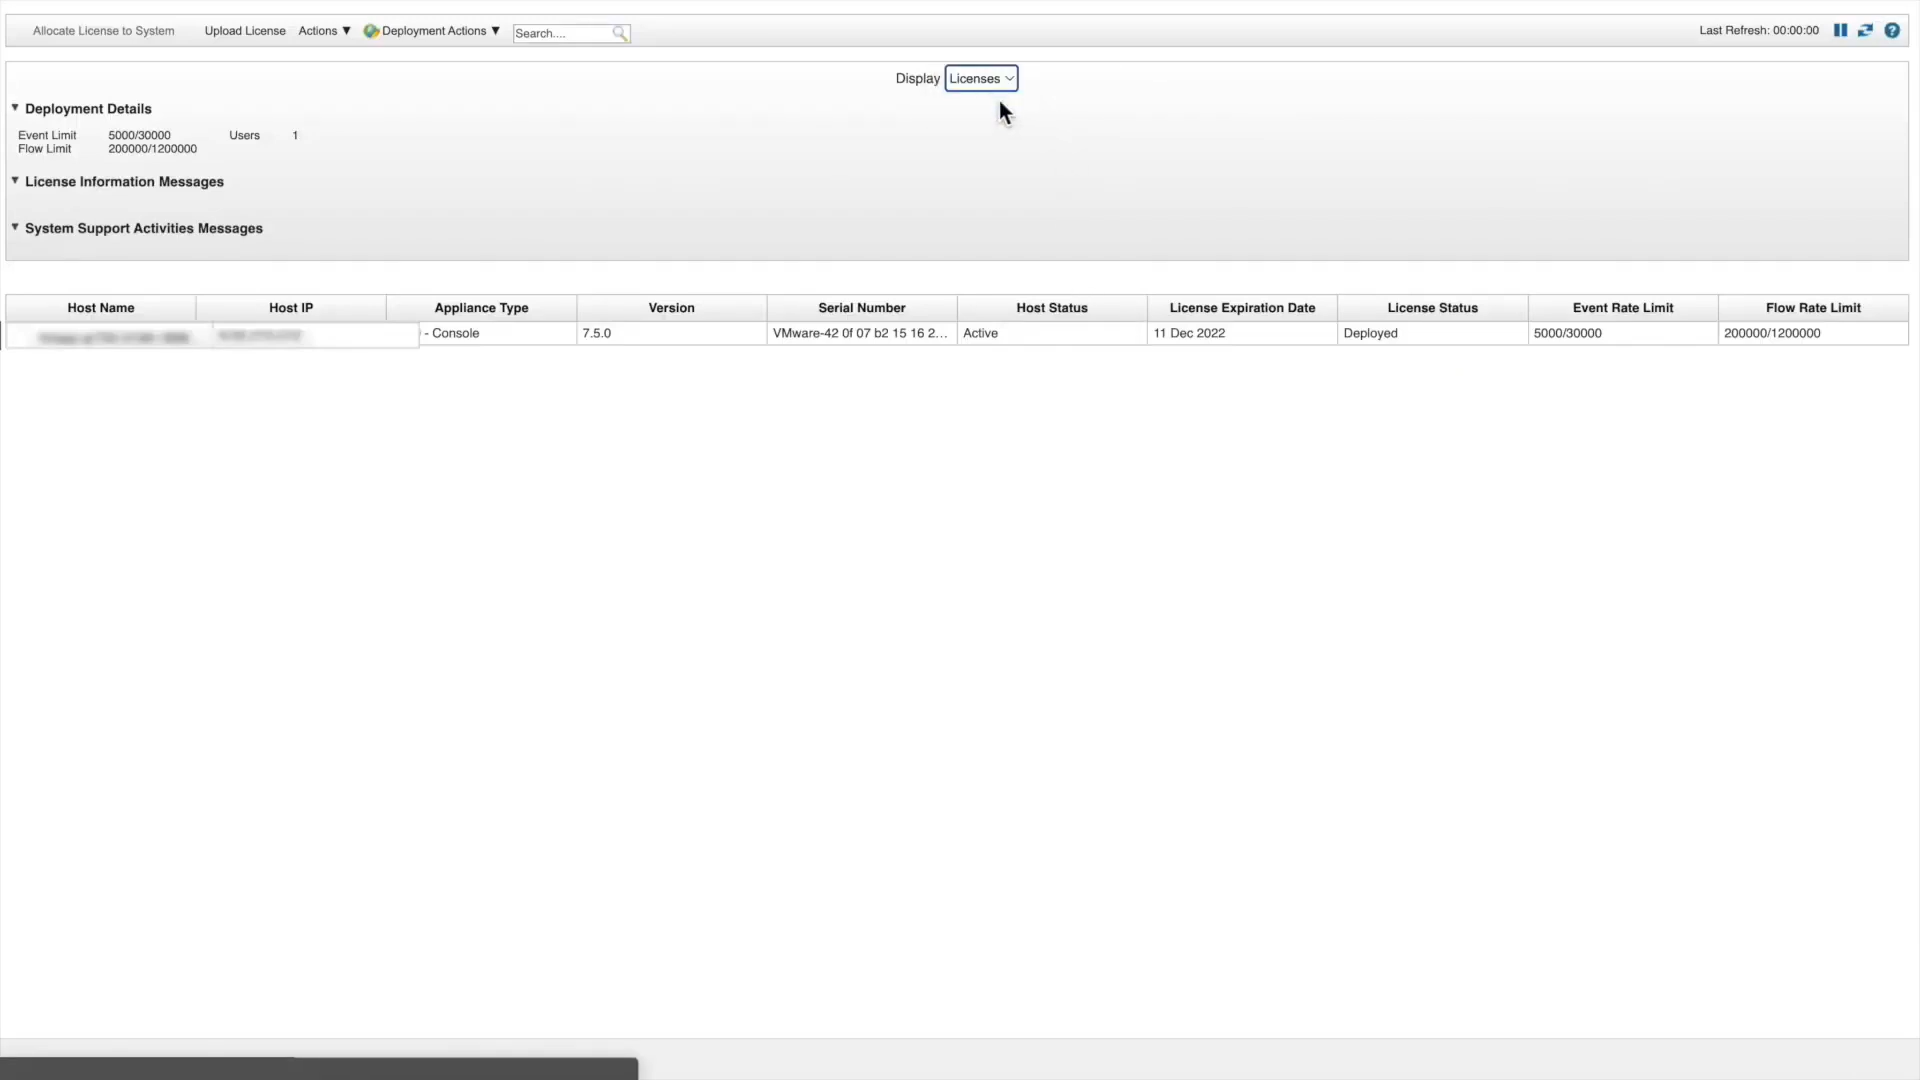 Allocate License to System Upload License Actions ▼ Deployment Actions ▼ Search.... Last Refresh: 00:00:00
Display Licenses
Deployment Details
Event Limit 5000/30000 Users 1
Flow Limit 200000/1200000
License Information Messages
System Support Activities Messages
Host Name Host IP Appliance Type Version Serial Number Host Status License Expiration Date License Status Event Rate Limit Flow Rate Limit
- Console 7.5.0 VMware-42 0f 07 b2 15 16 2... Active 11 Dec 2022 Deployed 5000/30000 200000/1200000